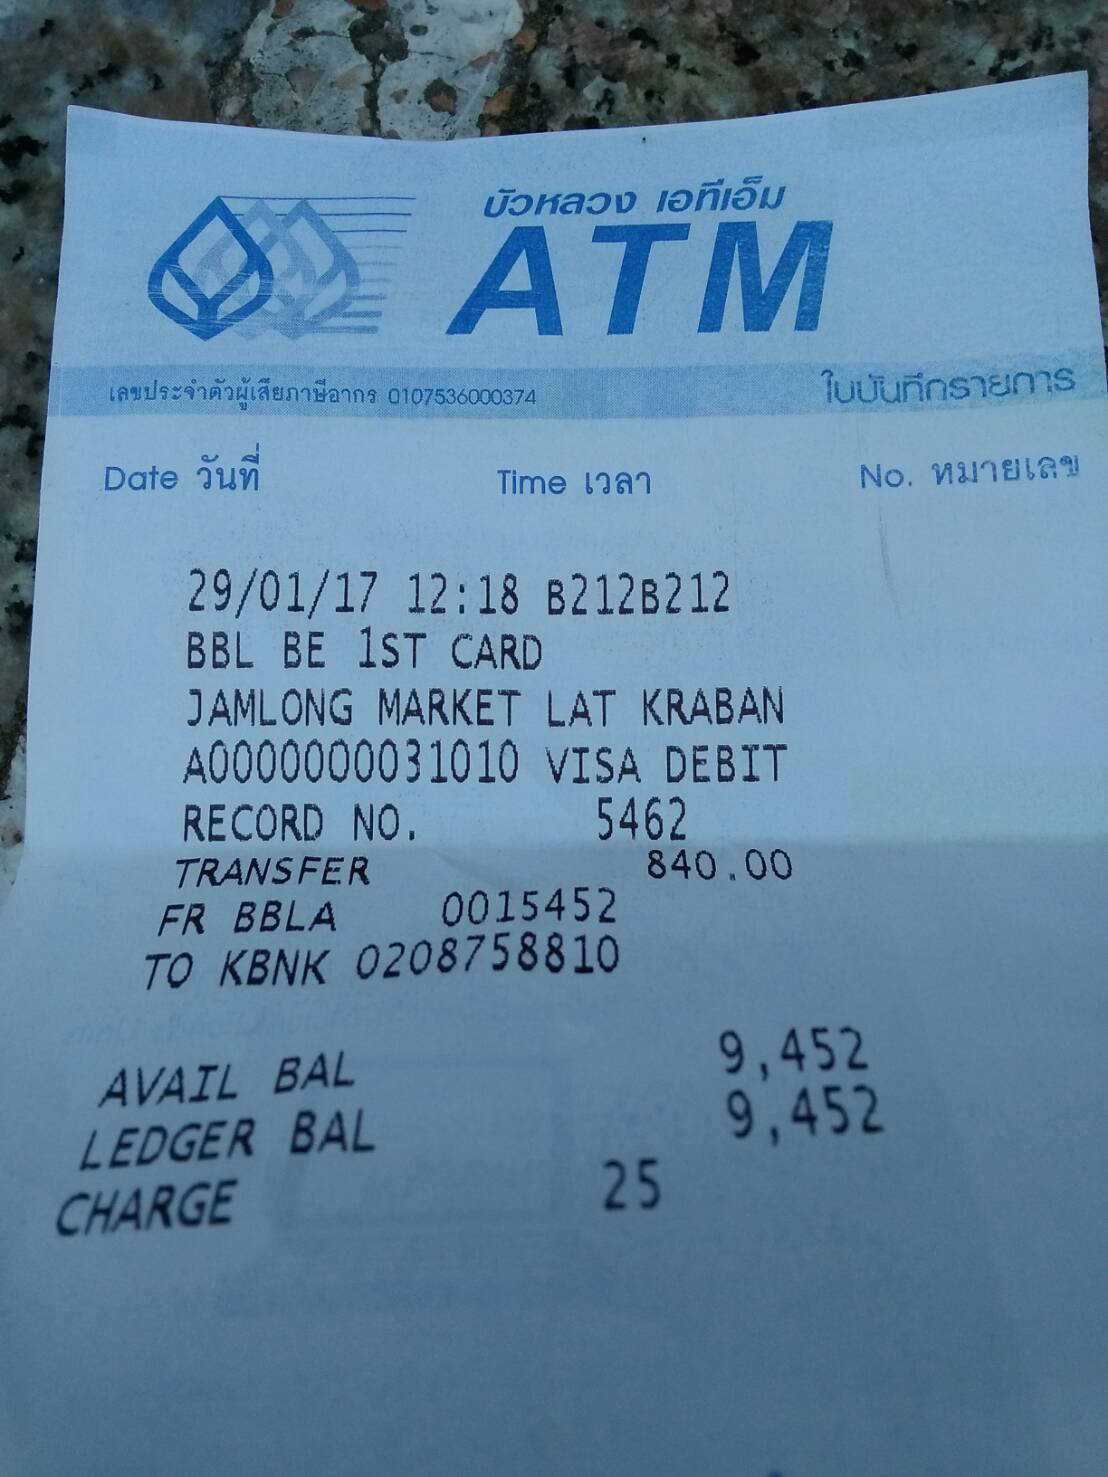 บัวหลวง เอทีเอ็ม
ATM
เลขประจำตัวผู้เสียภาษีอากร 0107536000374 ใบบันทึกรายการ
Date วันที่ Time เวลา No. หมายเลข
29/01/17 12:18 B212B212
BBL BE 1ST CARD
JAMLONG MARKET LAT KRABAN
A0000000031010 VISA DEBIT
RECORD NO. 5462
TRANSFER 840.00
FR BBLA 0015452
TO KBNK 0208758810
AVAIL BAL 9,452
LEDGER BAL 9,452
CHARGE 25